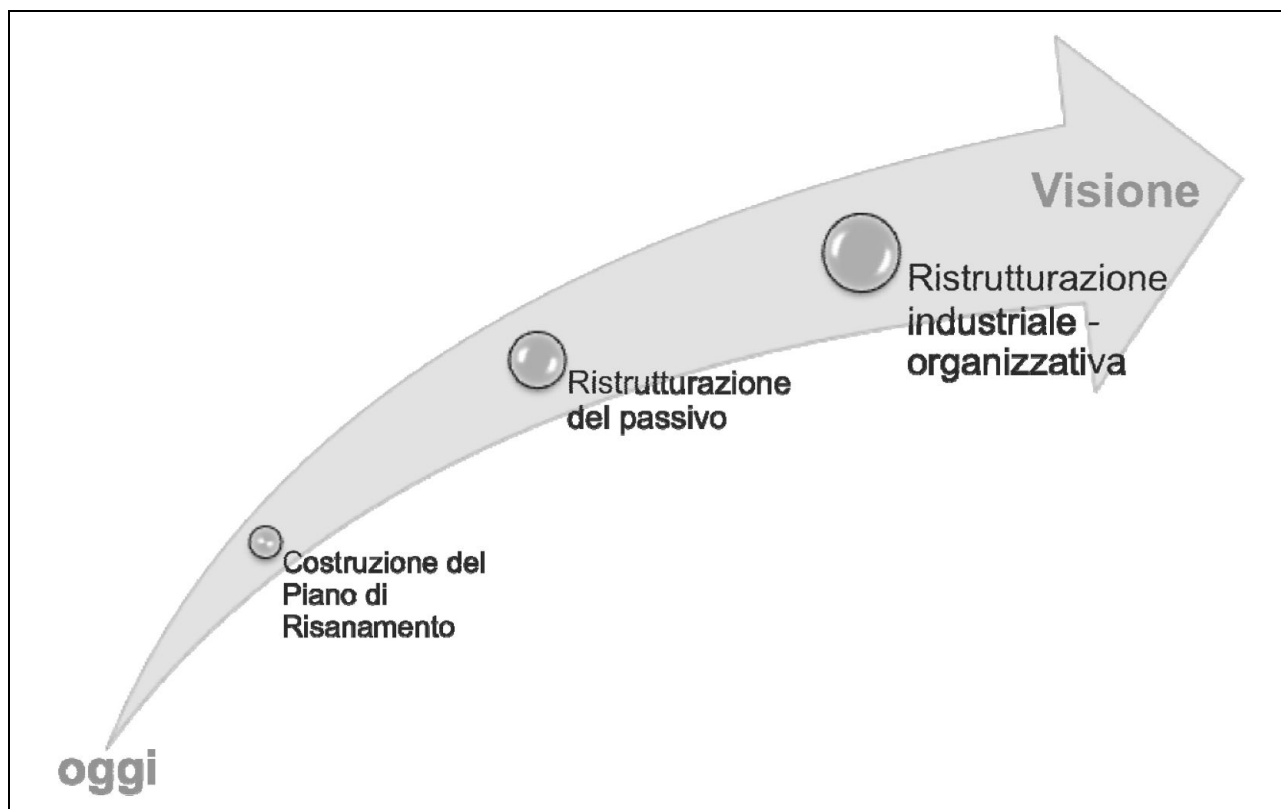 Visione
Ristrutturazione
industriale -
organizzativa
Ristrutturazione
del passivo
Costruzione del
Piano di
Risanamento
oggi